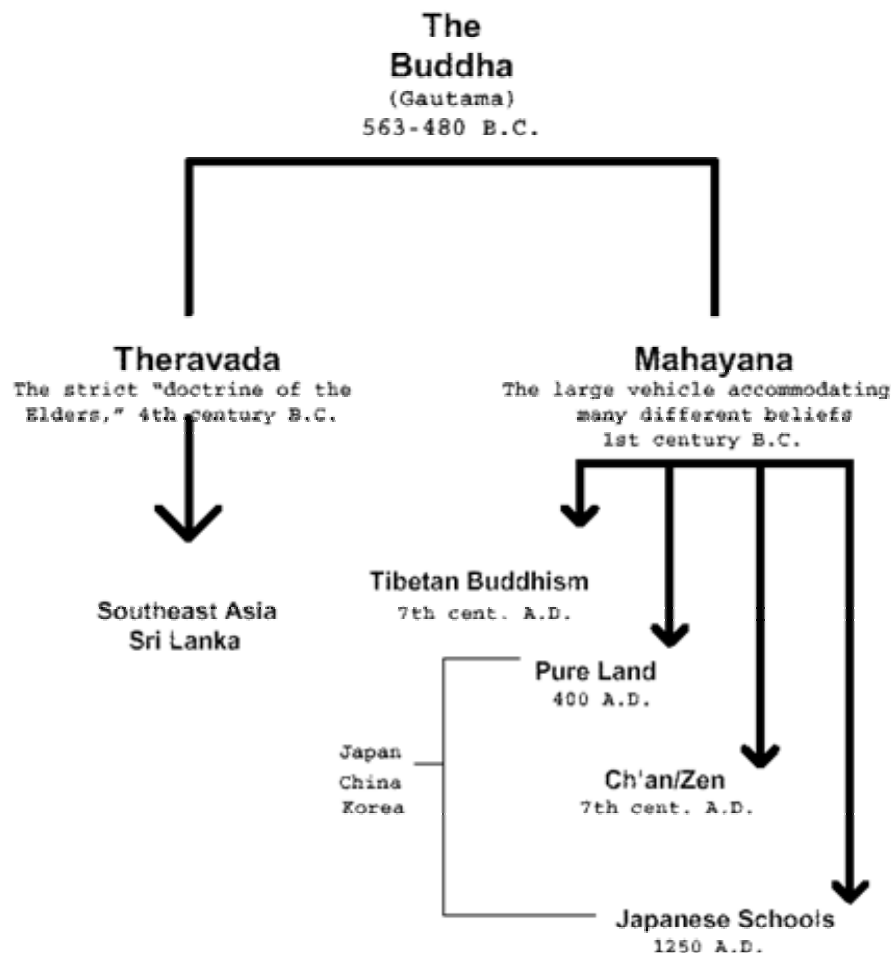 The
Buddha
(Gautama)
563-480 B.C.
Theravada
The strict "doctrine of the
Elders," 4th century B.C.
Mahayana
The large vehicle accommodating
many different beliefs
1st century B.C.
Southeast Asia
Sri Lanka
Tibetan Buddhism
7th cent. A.D.
Pure Land
400 A.D.
Japan
China
Korea
Ch'an/Zen
7th cent. A.D.
Japanese Schools
1250 A.D.